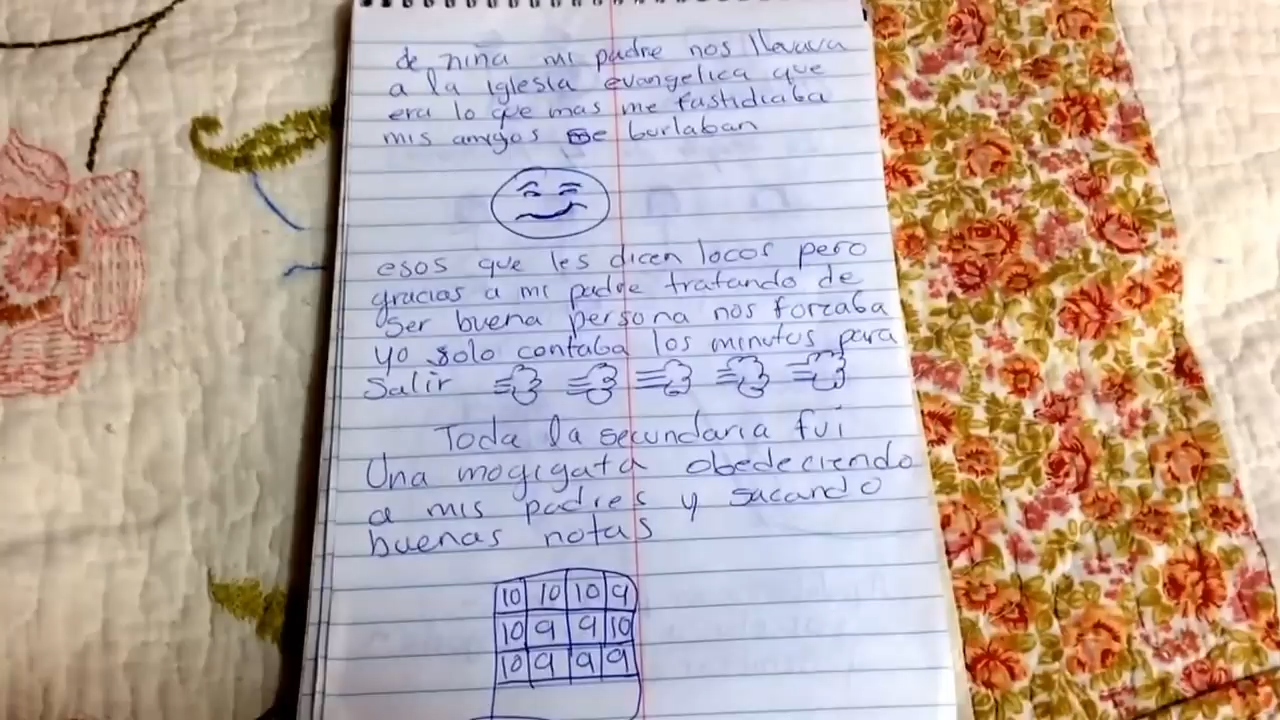 de niña mi padre nos llevava
a la iglesia evangelica que
era lo que mas me fastidiaba
mis amigos se burlaban
esos que les dicen locos pero
gracias a mi padre tratando de
ser buena persona nos forzaba
yo solo contaba los minutos para
salir
Toda la secundaria fui
Una mogigata obedeciendo
a mis padres y sacando
buenas notas
10 10 10 9
10 9 9 10
10 9 9 9